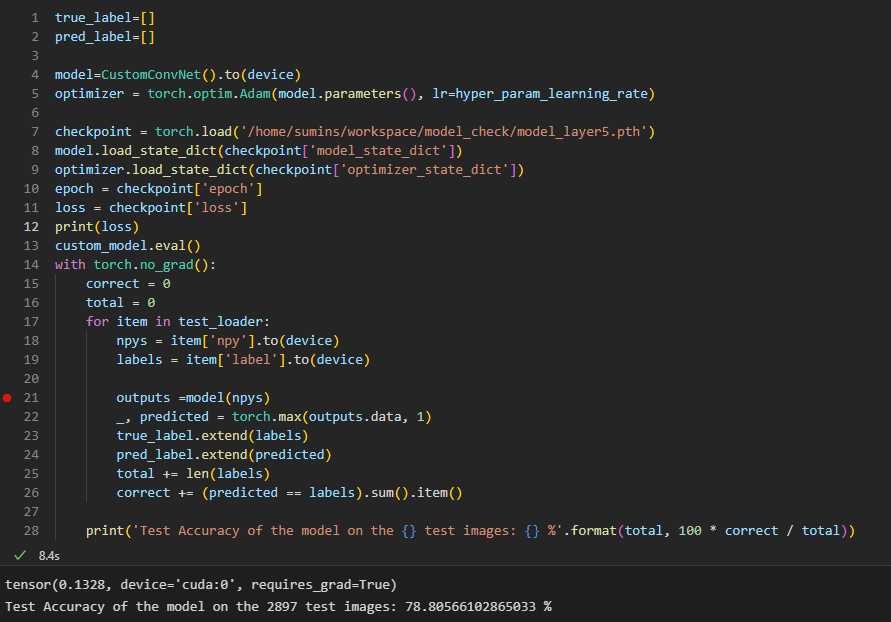 1 true_label=[]
2 pred_label=[]
3
4 model=CustomConvNet().to(device)
5 optimizer = torch.optim.Adam(model.parameters(), lr=hyper_param_learning_rate)
6
7 checkpoint = torch.load('/home/sumins/workspace/model_check/model_layer5.pth')
8 model.load_state_dict(checkpoint['model_state_dict'])
9 optimizer.load_state_dict(checkpoint['optimizer_state_dict'])
10 epoch = checkpoint['epoch']
11 loss = checkpoint['loss']
12 print(loss)
13 custom_model.eval()
14 with torch.no_grad():
15     correct = 0
16     total = 0
17     for item in test_loader:
18         npys = item['npy'].to(device)
19         labels = item['label'].to(device)
20
21         outputs =model(npys)
22         _, predicted = torch.max(outputs.data, 1)
23         true_label.extend(labels)
24         pred_label.extend(predicted)
25         total += len(labels)
26         correct += (predicted == labels).sum().item()
27
28     print('Test Accuracy of the model on the {} test images: {} %'.format(total, 100 * correct / total))
8.4s
tensor(0.1328, device='cuda:0', requires_grad=True)
Test Accuracy of the model on the 2897 test images: 78.80566102865033 %